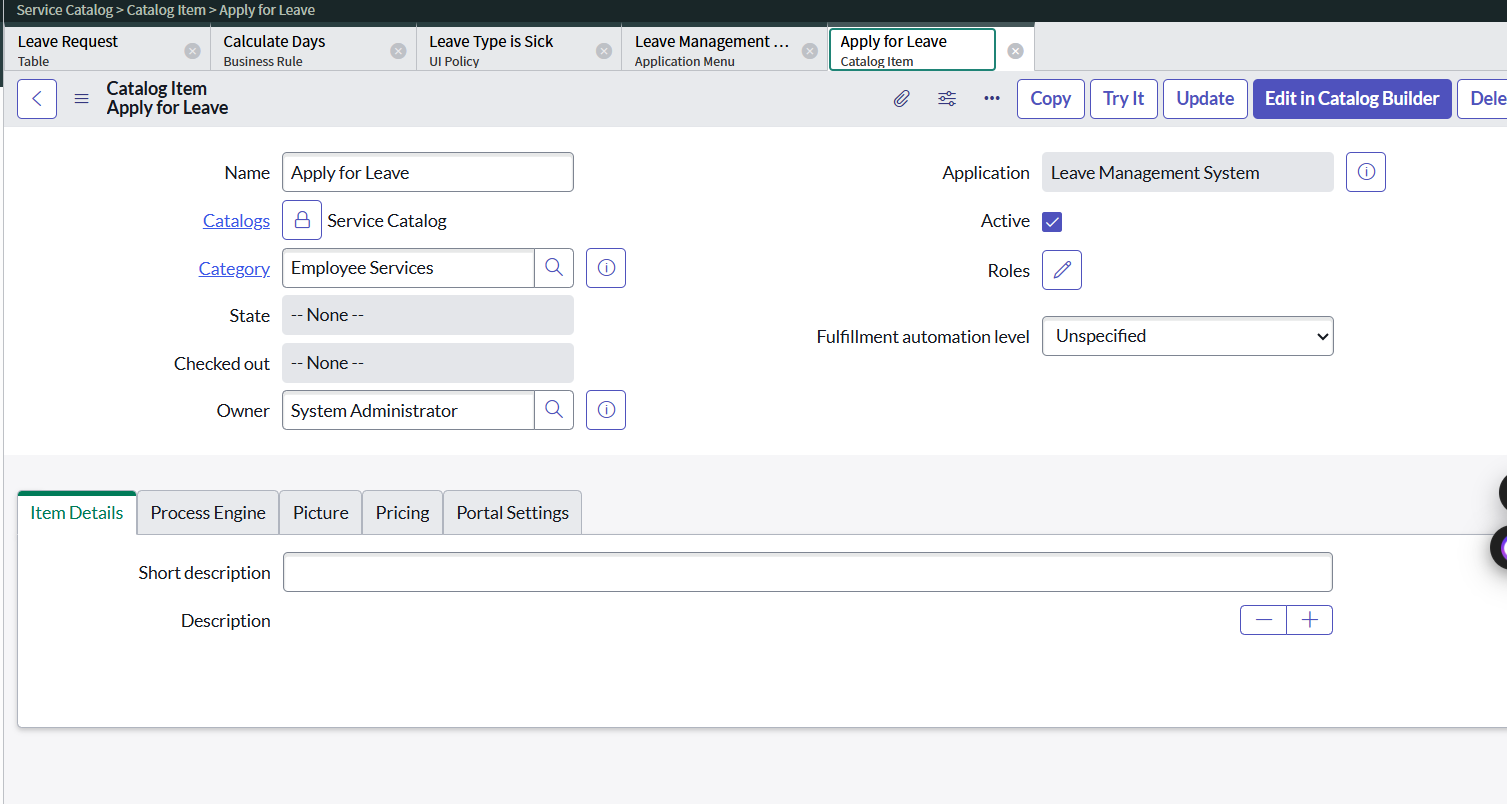 Service Catalog > Catalog Item > Apply for Leave
Leave Request
Table
Calculate Days
Business Rule
Leave Type is Sick
UI Policy
Leave Management ...
Application Menu
Apply for Leave
Catalog Item
Catalog Item
Apply for Leave
Copy
Try It
Update
Edit in Catalog Builder
Dele
Name
Apply for Leave
Catalogs
Service Catalog
Category
Employee Services
State
-- None --
Checked out
-- None --
Owner
System Administrator
Application
Leave Management System
Active
Roles
Fulfillment automation level
Unspecified
Item Details
Process Engine
Picture
Pricing
Portal Settings
Short description
Description